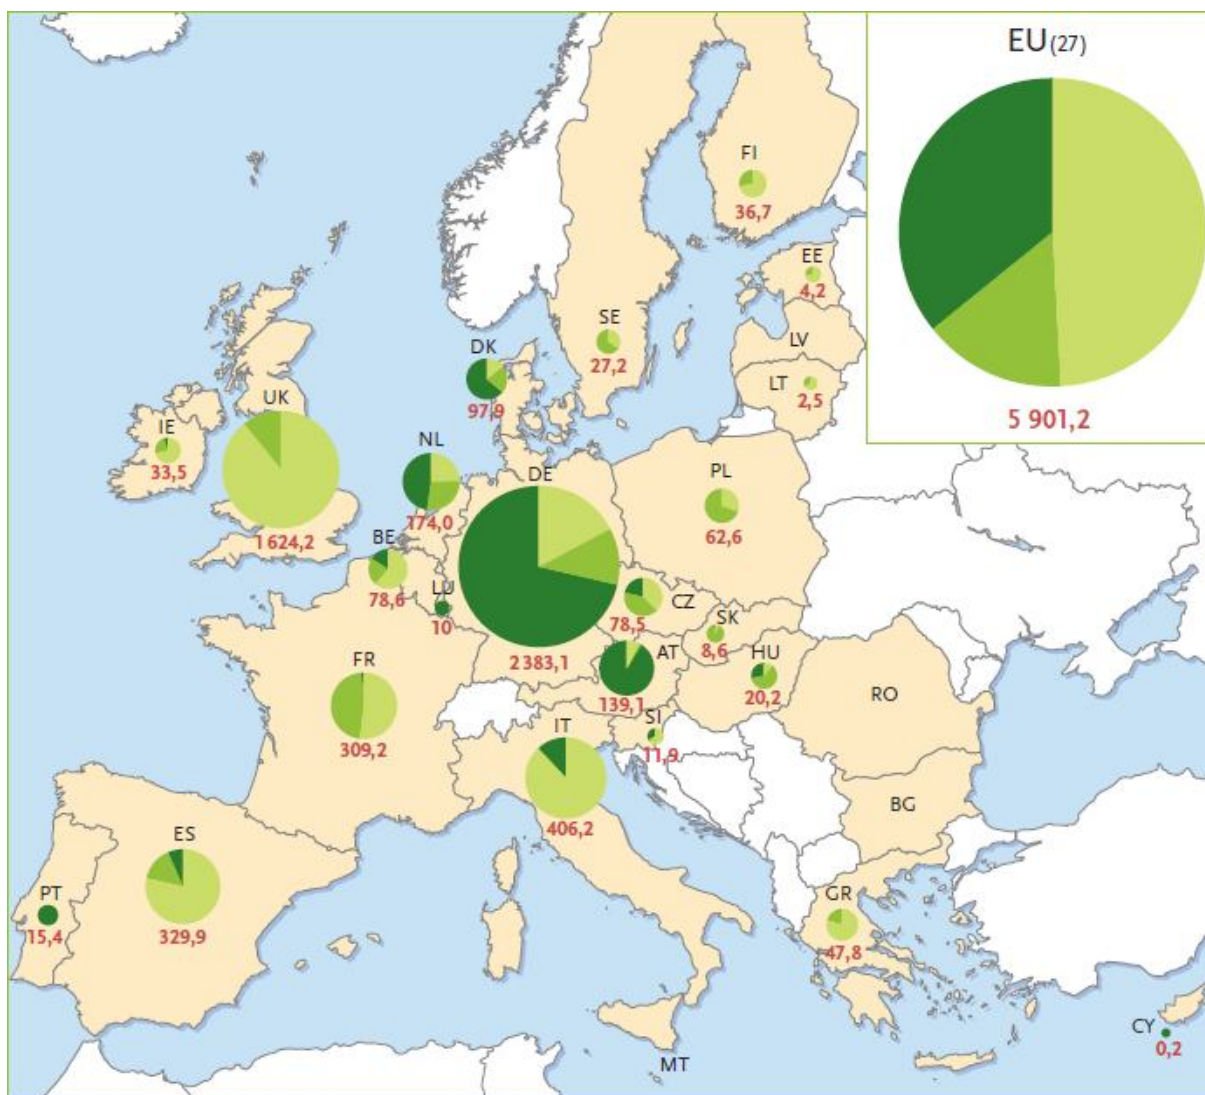 EU(27)
5 901,2
FI
36,7
EE
4,2
SE
27,2
LV
DK
97,9
LT
2,5
UK
1 624,2
IE
33,5
NL
174,0
DE
2 383,1
PL
62,6
BE
78,6
LU
10
CZ
78,5
SK
8,6
FR
309,2
AT
139,1
HU
20,2
RO
SI
11,9
IT
406,2
BG
ES
329,9
PT
15,4
GR
47,8
CY
0,2
MT